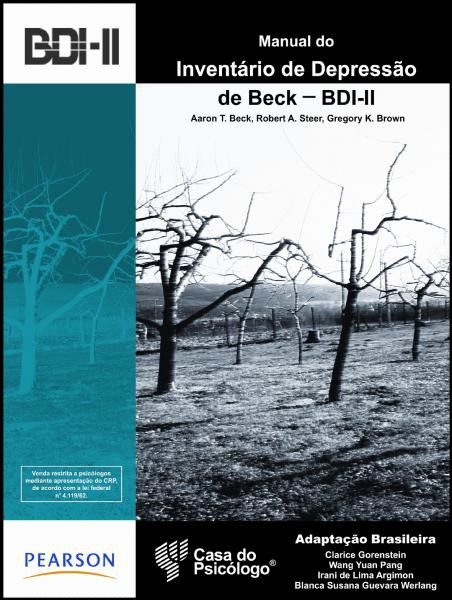 BDI-II
Manual do
Inventário de Depressão
de Beck – BDI-II
Aaron T. Beck, Robert A. Steer, Gregory K. Brown
Venda restrita a psicólogos
mediante apresentação do CRP,
de acordo com a lei federal
n° 4.119/62.
PEARSON
Casa do
Psicólogo®
Adaptação Brasileira
Clarice Gorenstein
Wang Yuan Pang
Irani de Lima Argimon
Blanca Susana Guevara Werlang